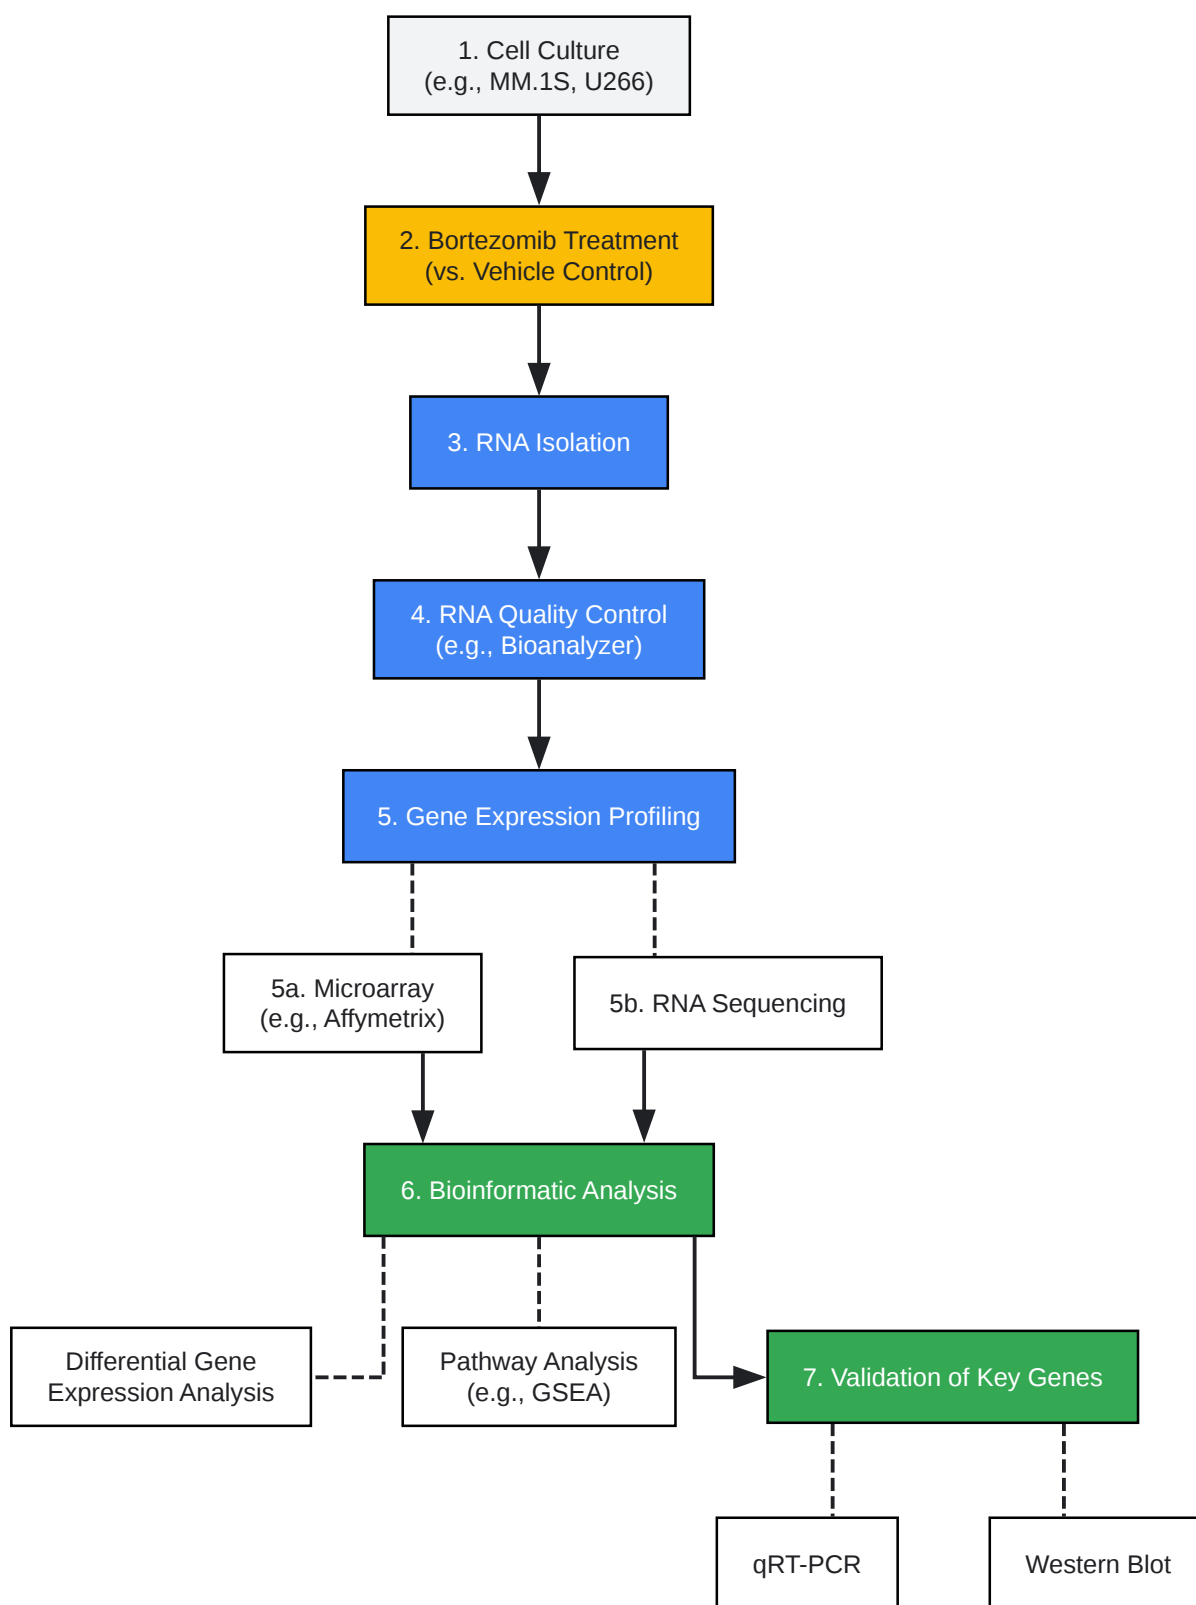 1. Cell Culture
(e.g., MM.1S, U266)
2. Bortezomib Treatment
(vs. Vehicle Control)
3. RNA Isolation
4. RNA Quality Control
(e.g., Bioanalyzer)
5. Gene Expression Profiling
5a. Microarray
(e.g., Affymetrix)
5b. RNA Sequencing
6. Bioinformatic Analysis
Differential Gene
Expression Analysis
Pathway Analysis
(e.g., GSEA)
7. Validation of Key Genes
qRT-PCR
Western Blot